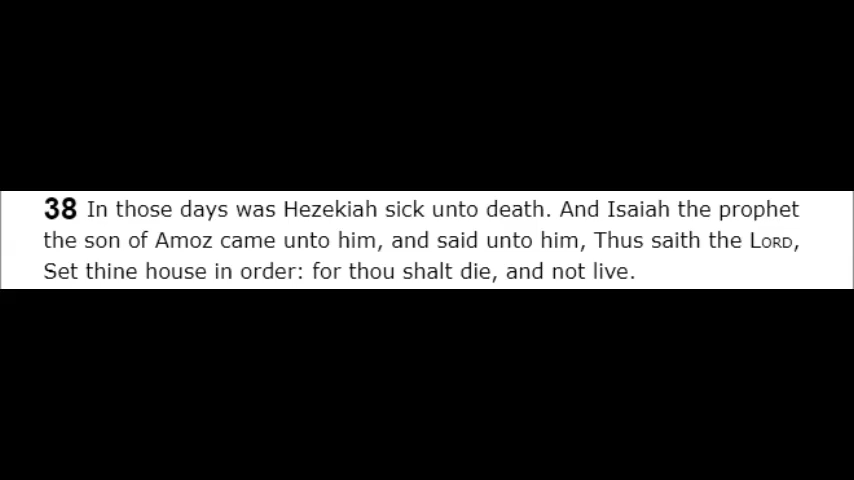 38 In those days was Hezekiah sick unto death. And Isaiah the prophet
the son of Amoz came unto him, and said unto him, Thus saith the LORD,
Set thine house in order: for thou shalt die, and not live.